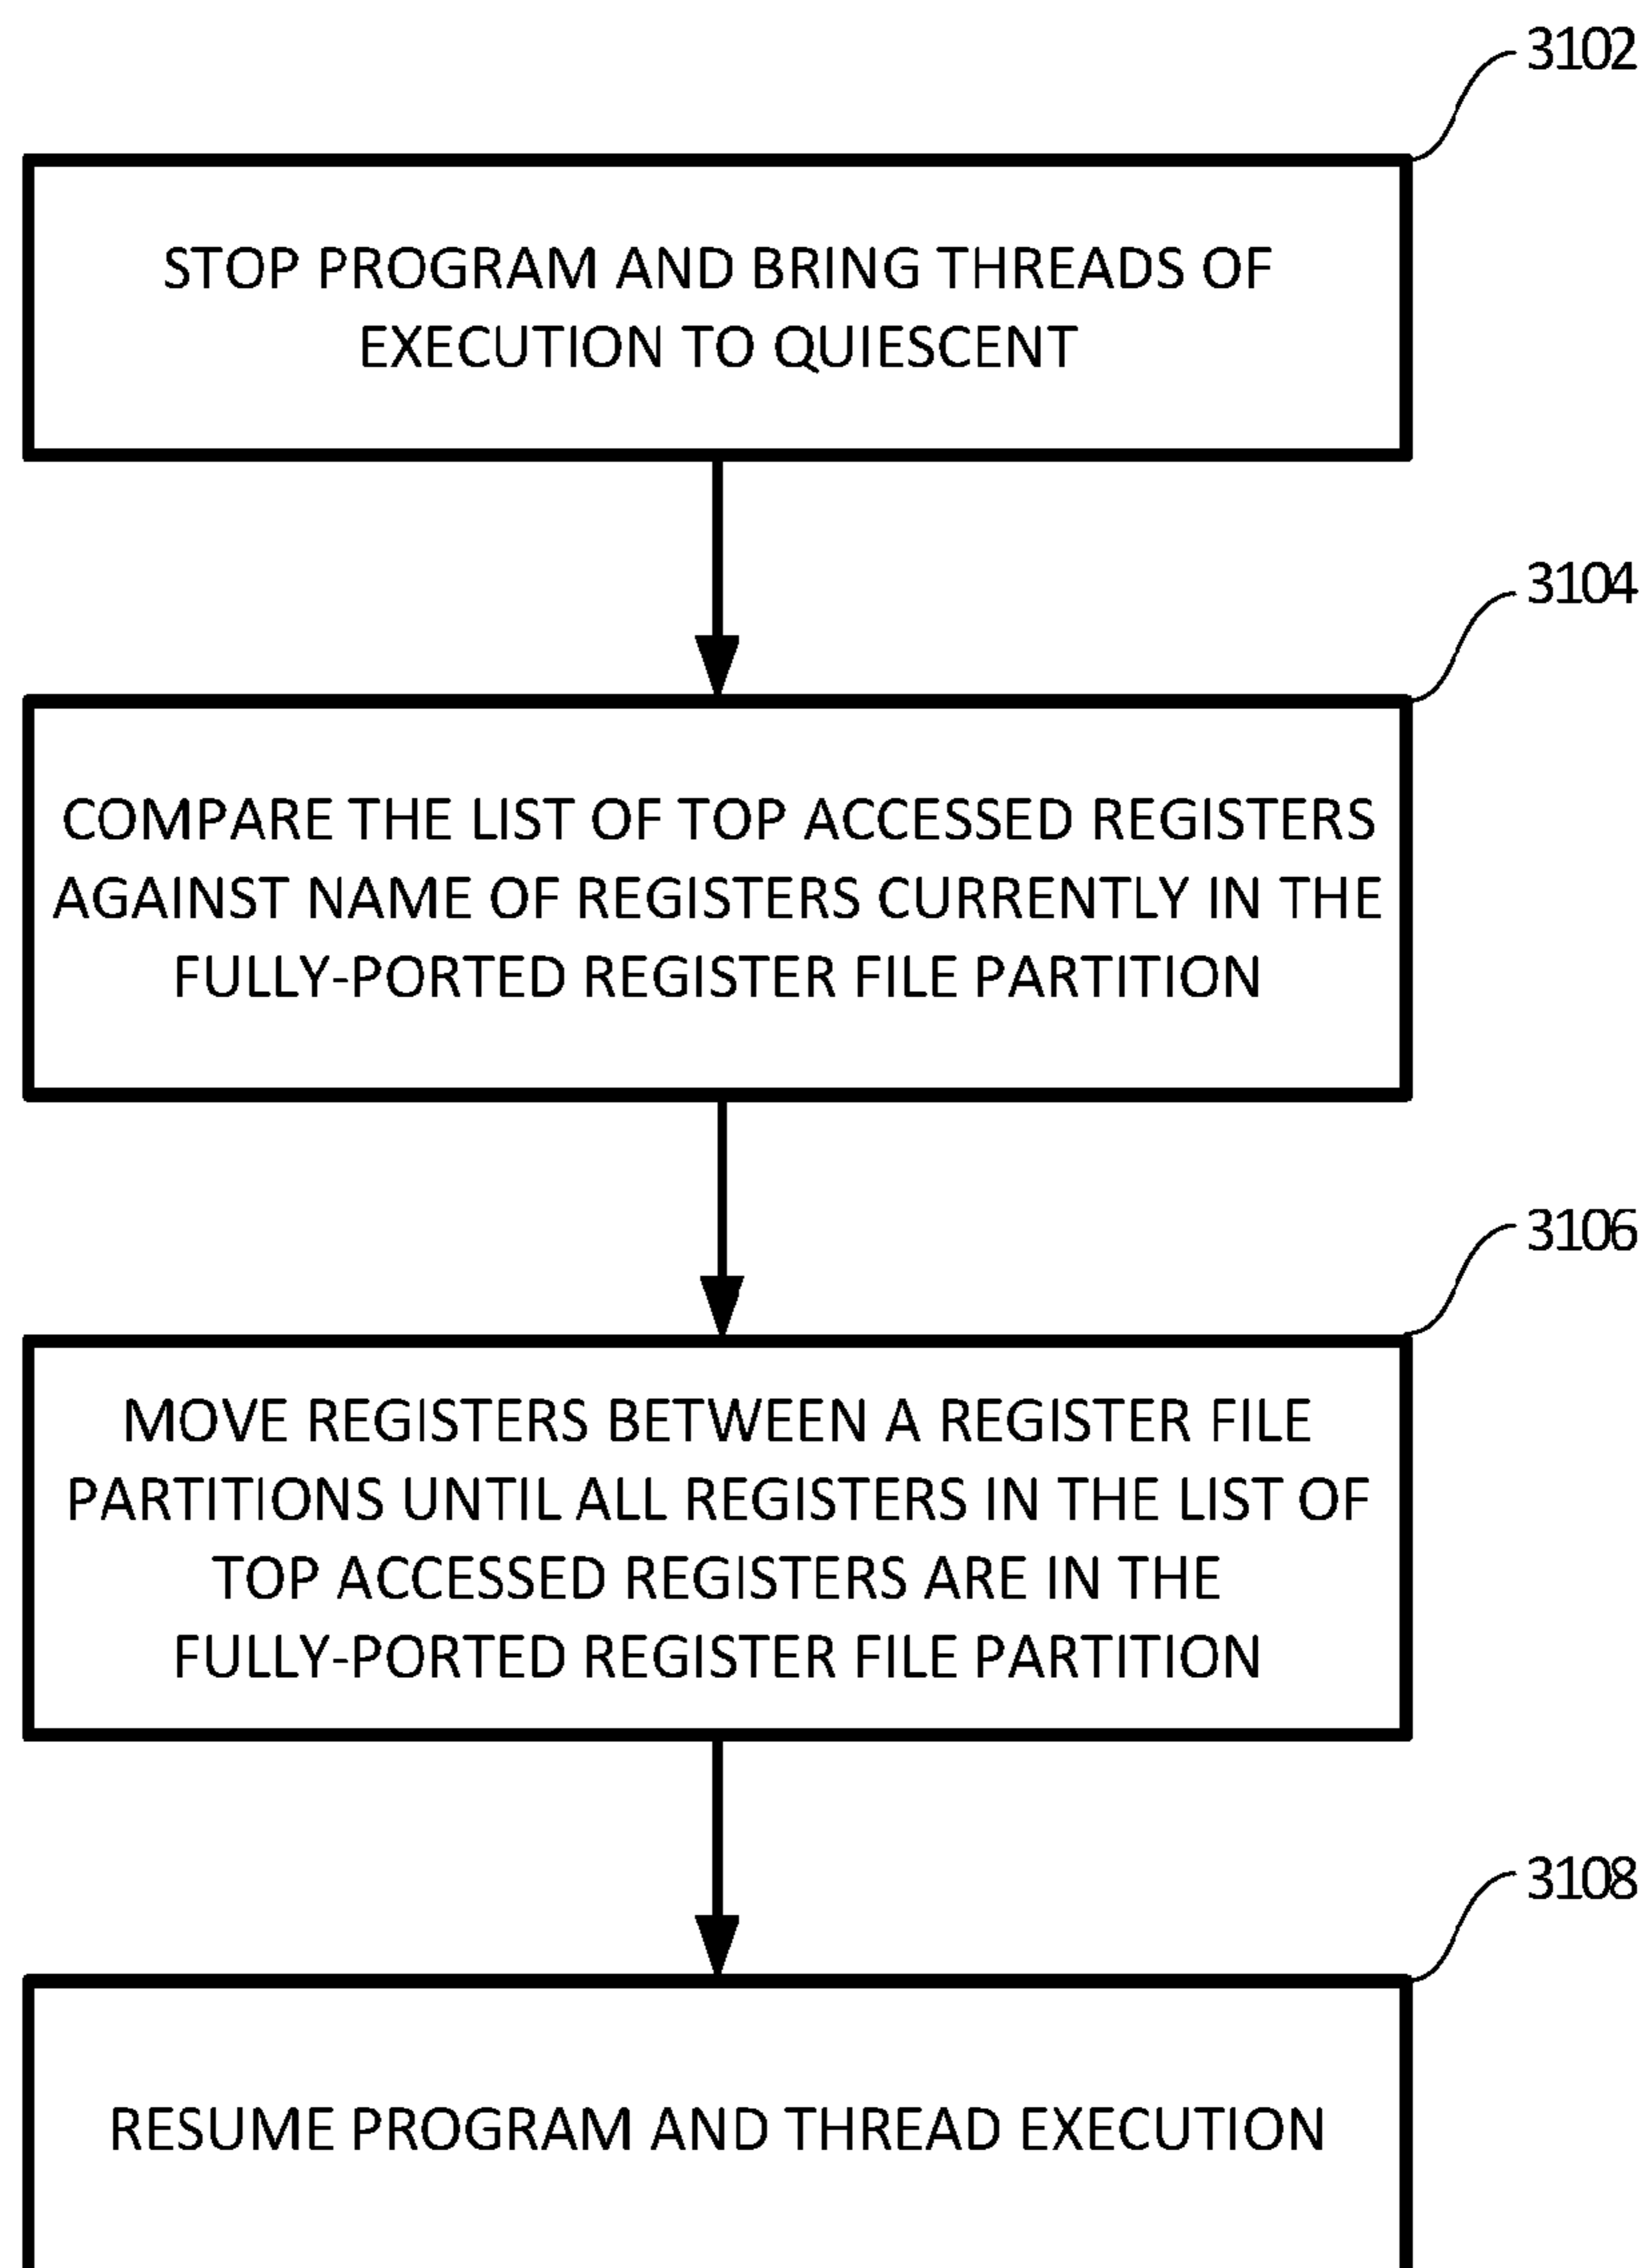 3102
STOP PROGRAM AND BRING THREADS OF
EXECUTION TO QUIESCENT
3104
COMPARE THE LIST OF TOP ACCESSED REGISTERS
AGAINST NAME OF REGISTERS CURRENTLY IN THE
FULLY-PORTED REGISTER FILE PARTITION
3106
MOVE REGISTERS BETWEEN A REGISTER FILE
PARTITIONS UNTIL ALL REGISTERS IN THE LIST OF
TOP ACCESSED REGISTERS ARE IN THE
FULLY-PORTED REGISTER FILE PARTITION
3108
RESUME PROGRAM AND THREAD EXECUTION